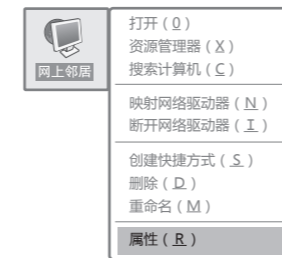 网上邻居
打开（0）
资源管理器（X）
搜索计算机（C）
映射网络驱动器（N）
断开网络驱动器（I）
创建快捷方式（S）
删除（D）
重命名（M）
属性（R）